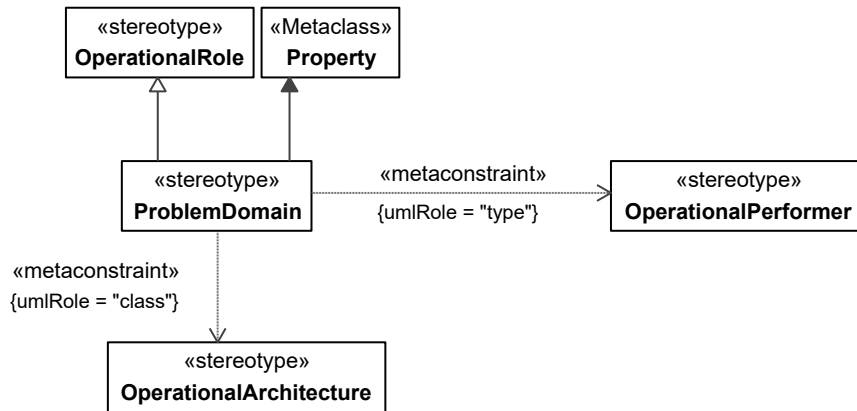 «stereotype»
OperationalRole
«Metaclass»
Property
«stereotype»
ProblemDomain
«metaconstraint»
{umlRole = "type"}
«stereotype»
OperationalPerformer
«metaconstraint»
{umlRole = "class"}
«stereotype»
OperationalArchitecture